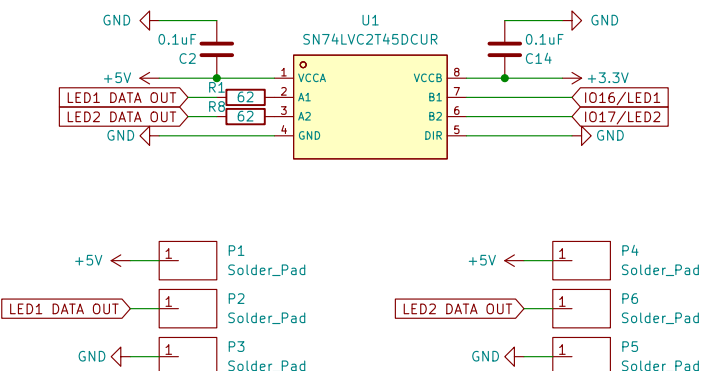 U1
SN74LVC2T45DCUR
GND
0.1uF
C2
GND
0.1uF
C14
+5V
1 VCCA
VCCB 8
+3.3V
LED1 DATA OUT
R1
62
2 A1
B1 7
IO16/LED1
LED2 DATA OUT
R8
62
3 A2
B2 6
IO17/LED2
GND
4 GND
DIR 5
GND
+5V
1
P1
Solder_Pad
LED1 DATA OUT
1
P2
Solder_Pad
GND
1
P3
Solder_Pad
+5V
1
P4
Solder_Pad
LED2 DATA OUT
1
P6
Solder_Pad
GND
1
P5
Solder_Pad